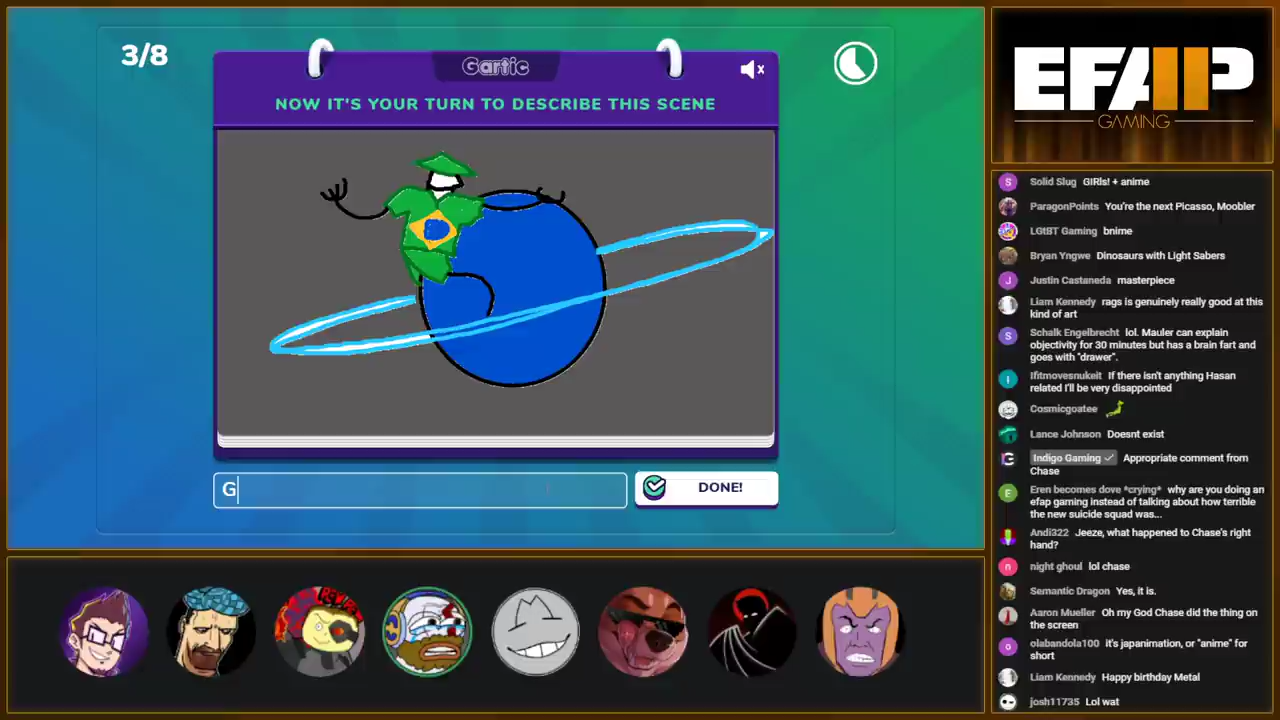 3/8
Gartic
NOW IT'S YOUR TURN TO DESCRIBE THIS SCENE
G
DONE!
EFAP
GAMING
Solid Slug GIRls! + anime
ParagonPoints You're the next Picasso, Moobler
LGtBT Gaming bnime
Bryan Yngwe Dinosaurs with Light Sabers
Justin Castaneda masterpiece
Liam Kennedy rags is genuinely really good at this
kind of art
Schalk Engelbrecht lol. Mauler can explain
objectivity for 30 minutes but has a brain fart and
goes with "drawer".
Ifitmovesnukeit If there isn't anything Hasan
related I'll be very disappointed
Cosmicgoatee
Lance Johnson Doesnt exist
Indigo Gaming Appropriate comment from
Chase
Eren becomes dove *crying* why are you doing an
efap gaming instead of talking about how terrible
the new suicide squad was...
Andi322 Jeeze, what happened to Chase's right
hand?
night ghoul lol chase
Semantic Dragon Yes, it is.
Aaron Mueller Oh my God Chase did the thing on
the screen
olabandola100 it's japanimation, or "anime" for
short
Liam Kennedy Happy birthday Metal
josh11735 Lol wat